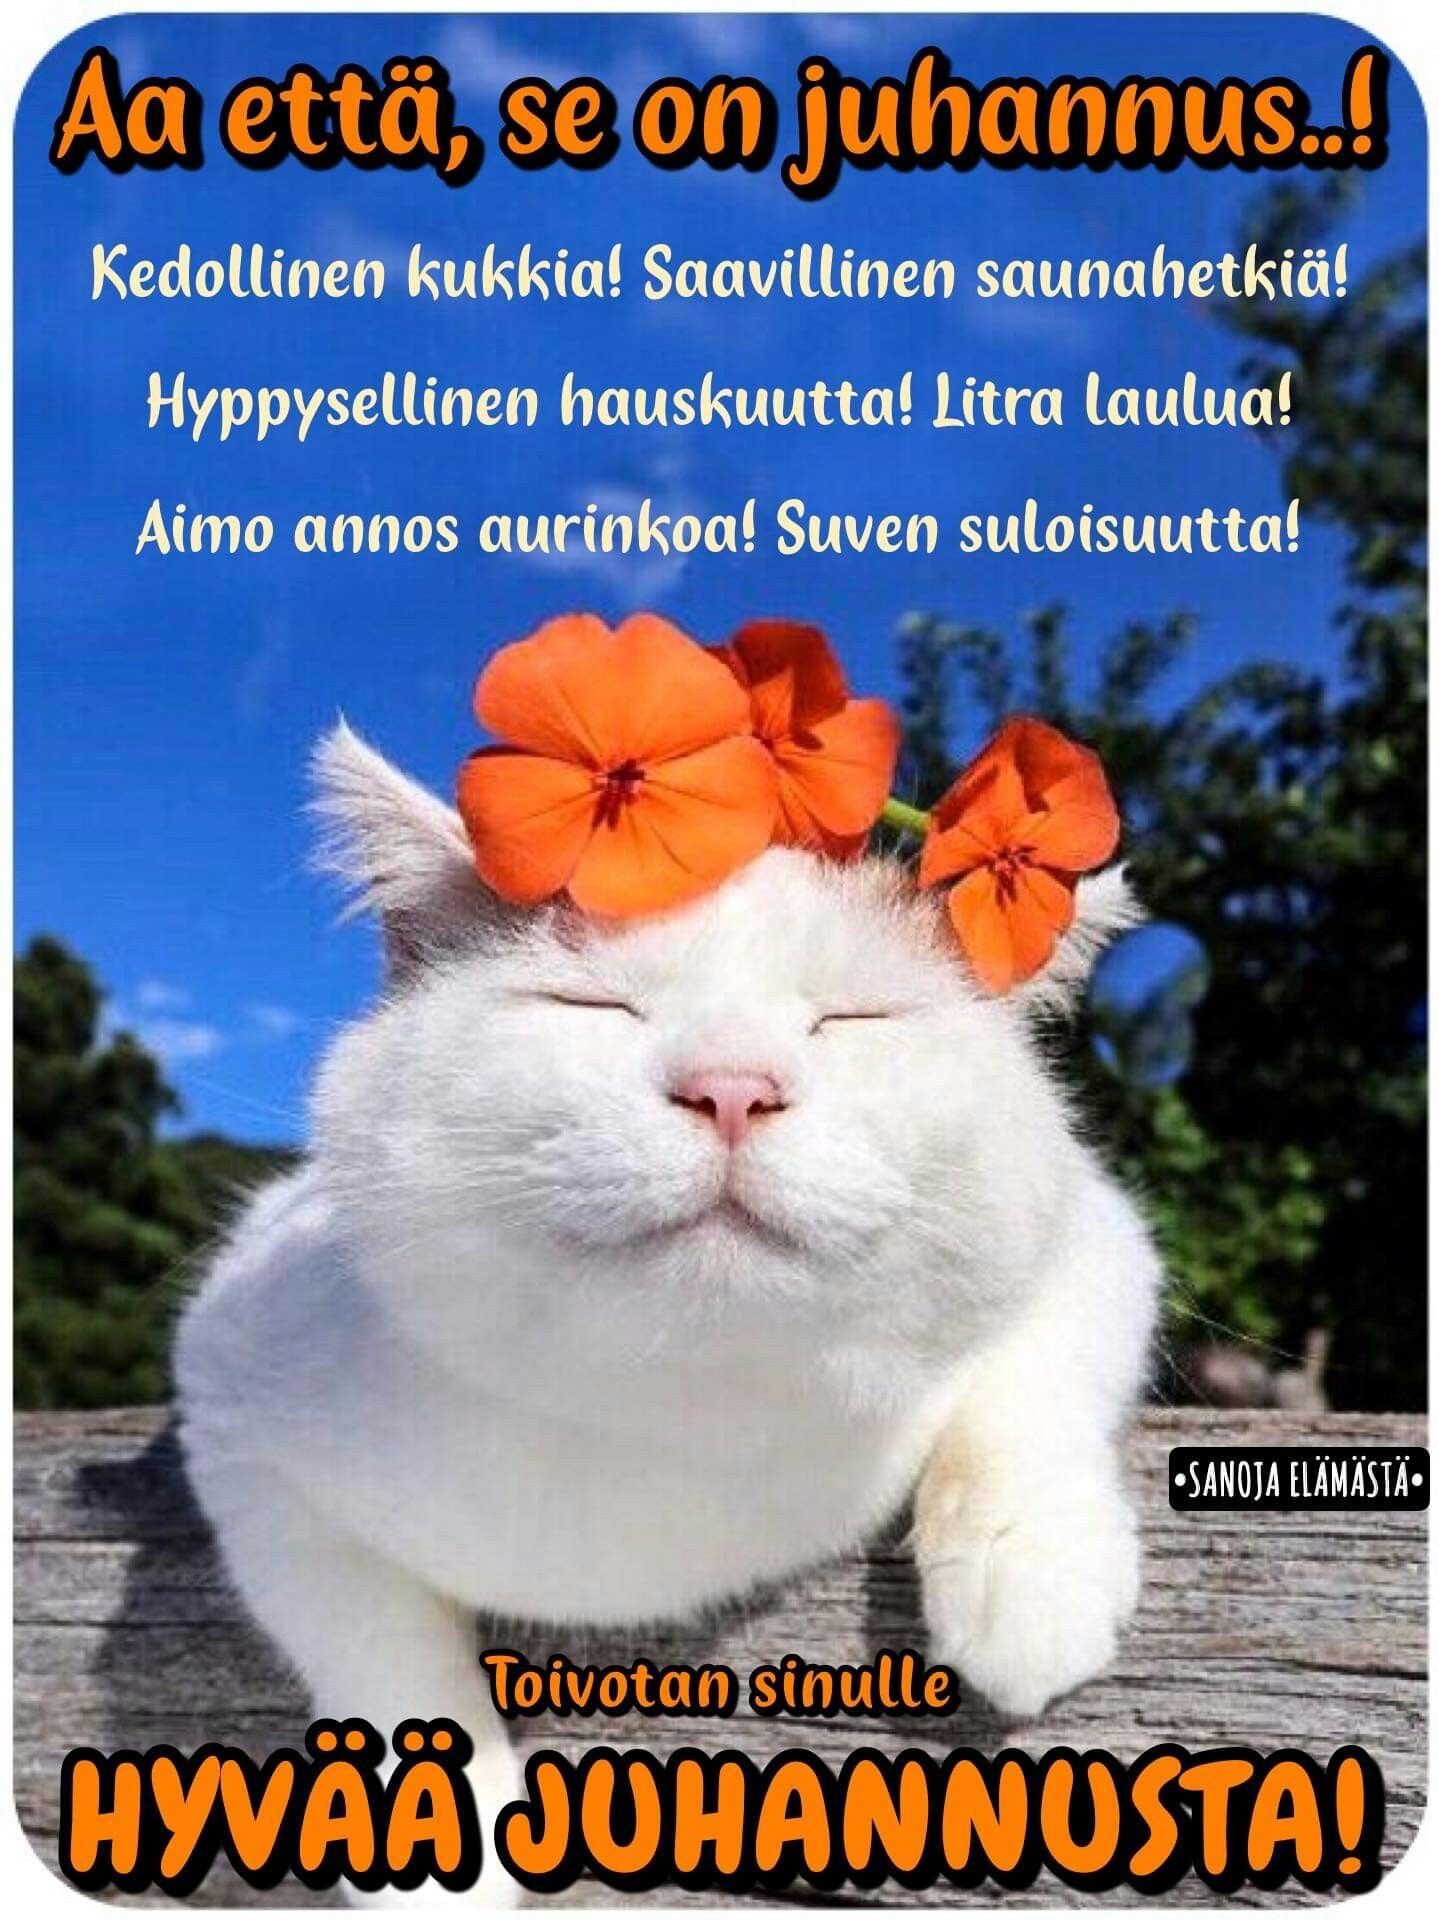 Aa että, se on juhannus..!
Kedollinen kukkia! Saavillinen saunahetkiä!
Hyppysellinen hauskuutta! Litra laulua!
Aimo annos aurinkoa! Suven suloisuutta!
•SANOJA ELÄMÄSTÄ•
Toivotan sinulle
HYVÄÄ JUHANNUSTA!